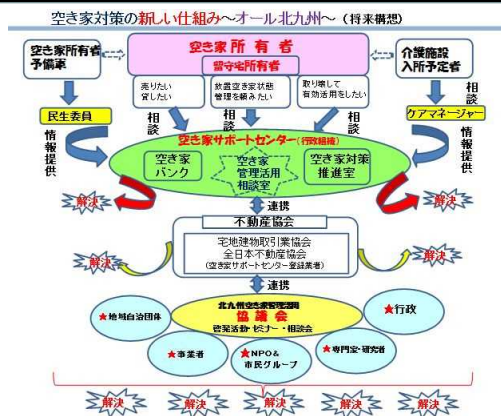 空き家対策の新しい仕組み～オール北九州～（将来構想）
空き家所有者
予備軍
空き家所有者
留守宅所有者
介護施設
入所予定者
売りたい
貸したい
放置空き家状態
管理を頼みたい
取り壊して
有効活用をしたい
民生委員
相談
相談
相談
相談
ケアマネージャー
情報提供
空き家サポートセンター(行政組織)
情報提供
空き家
バンク
空き家
管理活用
相談室
空き家対策
推進室
解決
解決
連携
不動産協会
宅地建物取引業協会
全日本不動産協会
(空き家サポートセンター登録業者)
解決
解決
連携
北九州空き家管理活用
協議会
啓発活動・セミナー・相談会
★地域自治団体
★行政
★事業者
★NPO&
市民グループ
★専門家・研究者
解決
解決
解決
解決
解決